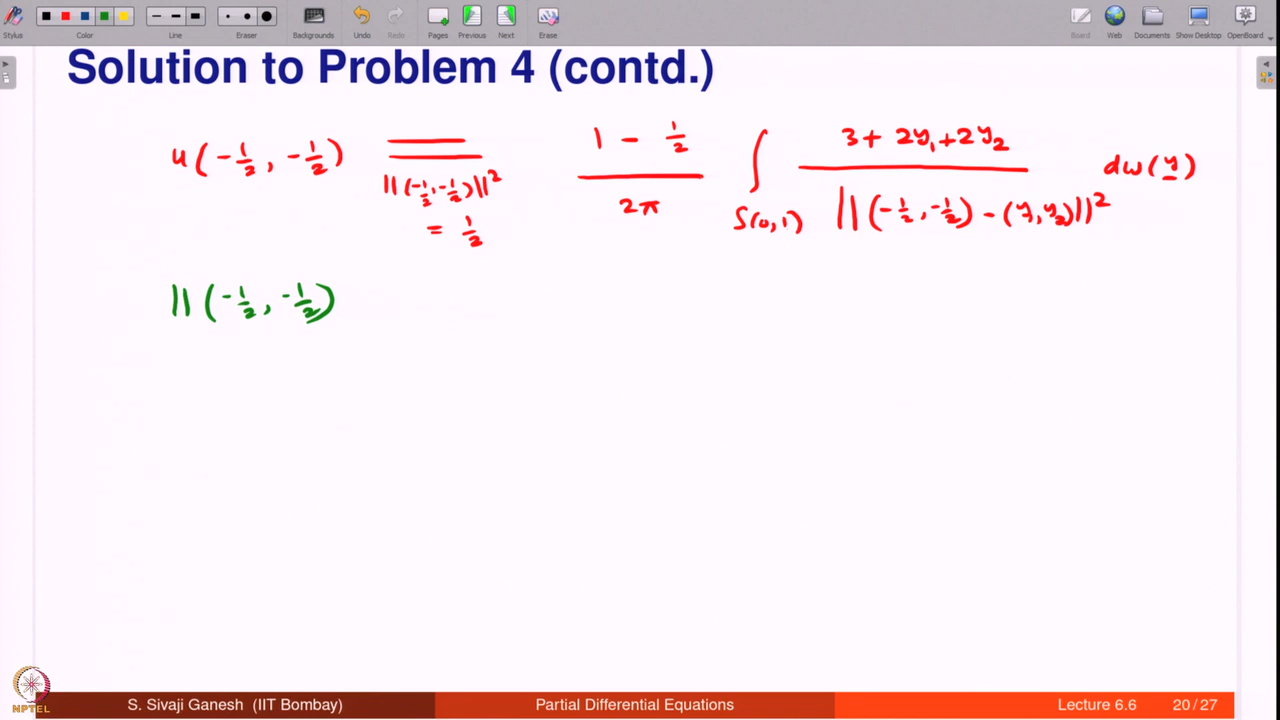 Stylus Color Line Eraser Backgrounds Undo Pages Previous Next Erase Board Web Documents Show Desktop OpenBoard
Solution to Problem 4 (contd.)
u(-1/2, -1/2) = (1 - 1/2)/(2π) ∫_{S(0,1)} (3 + 2y₁ + 2y₂)/||(-1/2, -1/2) - (y₁, y₂)||² dω(y)
||(-1/2, -1/2)||²
= 1/2
||(-1/2, -1/2)
NPTEL
S. Sivaji Ganesh (IIT Bombay) Partial Differential Equations Lecture 6.6 20/27